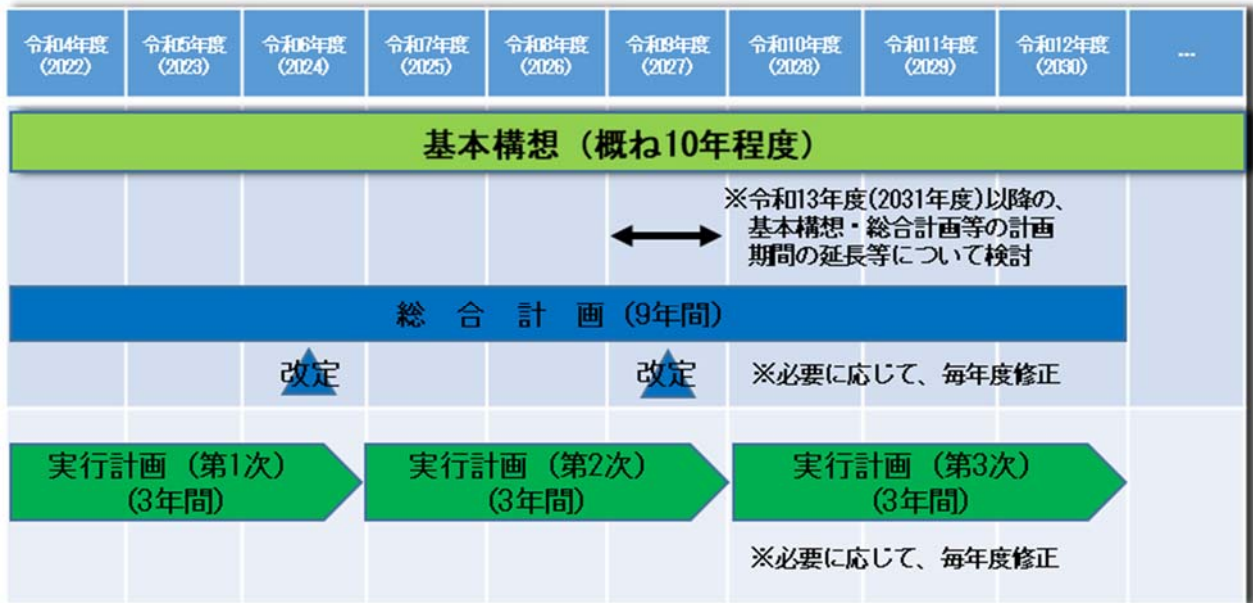 令和4年度
(2022)
令和5年度
(2023)
令和6年度
(2024)
令和7年度
(2025)
令和8年度
(2026)
令和9年度
(2027)
令和10年度
(2028)
令和11年度
(2029)
令和12年度
(2030)
…
基本構想（概ね10年程度）
※令和13年度(2031年度)以降の、
基本構想・総合計画等の計画
期間の延長等について検討
総　合　計　画（9年間）
改定
改定
※必要に応じて、毎年度修正
実行計画（第1次）
(3年間)
実行計画（第2次）
(3年間)
実行計画（第3次）
(3年間)
※必要に応じて、毎年度修正